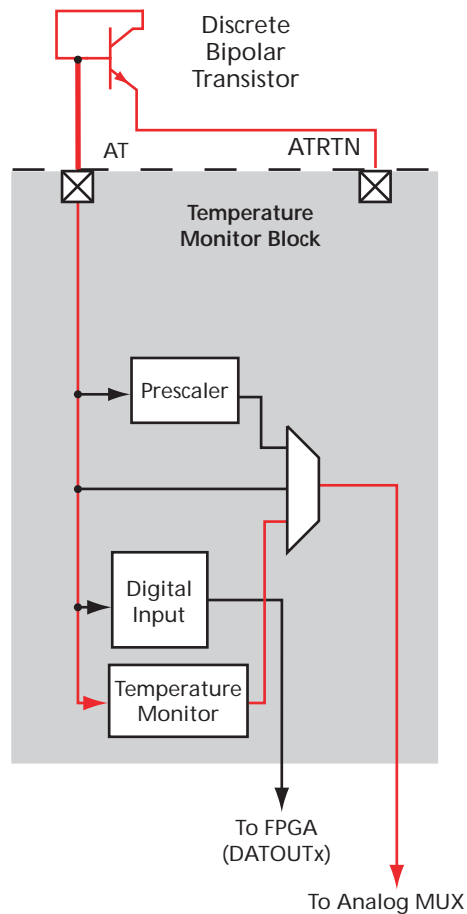 Discrete
Bipolar
Transistor
AT
ATRTN
Temperature
Monitor Block
Prescaler
Digital
Input
Temperature
Monitor
To FPGA
(DATOUTx)
To Analog MUX